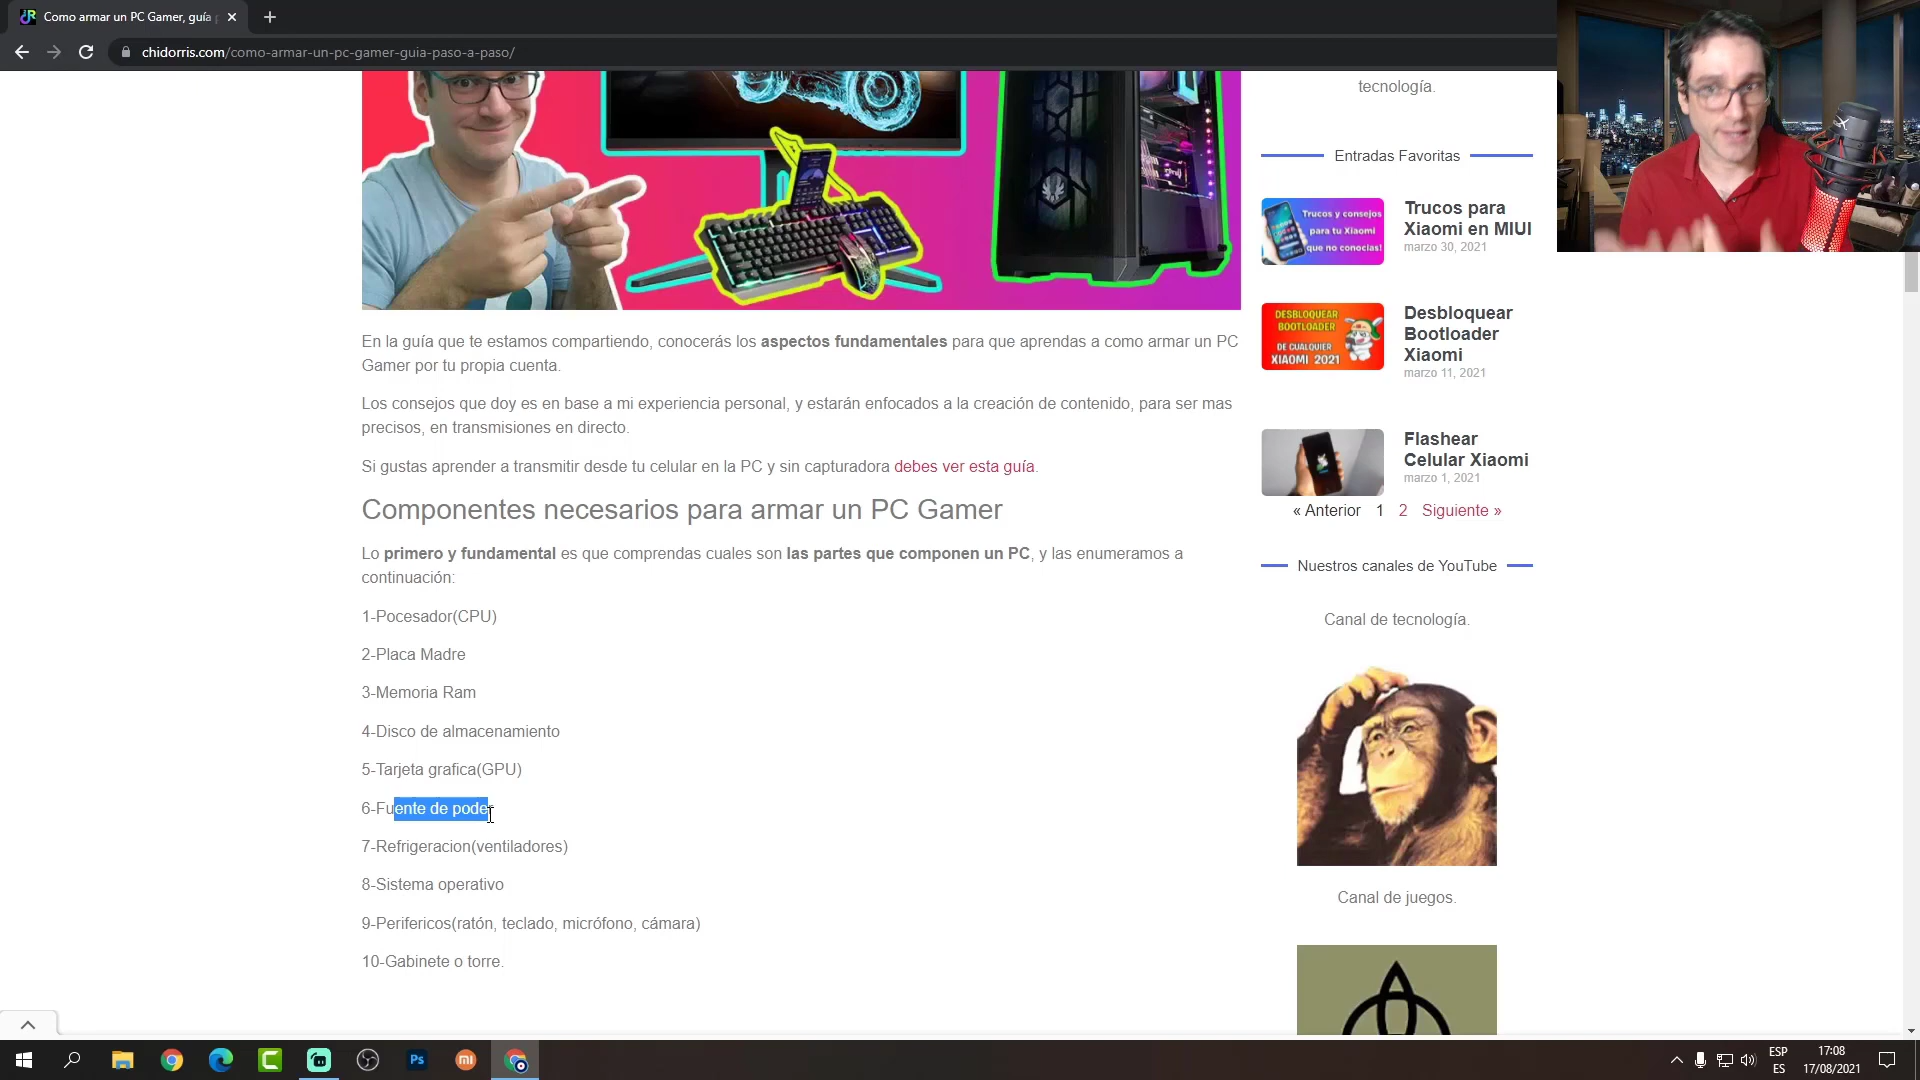 Como armar un PC Gamer, guía
chidorris.com/como-armar-un-pc-gamer-guia-paso-a-paso/
tecnología.
Entradas Favoritas
Trucos y consejos
para tu Xiaomi
que no conocías!
Trucos para
Xiaomi en MIUI
marzo 30, 2021
DESBLOQUEAR
BOOTLOADER
DE CUALQUIER
XIAOMI 2021
Desbloquear
Bootloader
Xiaomi
marzo 11, 2021
Flashear
Celular Xiaomi
marzo 1, 2021
« Anterior 1 2 Siguiente »
Nuestros canales de YouTube
Canal de tecnología.
Canal de juegos.
En la guía que te estamos compartiendo, conocerás los aspectos fundamentales para que aprendas a como armar un PC
Gamer por tu propia cuenta.
Los consejos que doy es en base a mi experiencia personal, y estarán enfocados a la creación de contenido, para ser mas
precisos, en transmisiones en directo.
Si gustas aprender a transmitir desde tu celular en la PC y sin capturadora debes ver esta guía.
Componentes necesarios para armar un PC Gamer
Lo primero y fundamental es que comprendas cuales son las partes que componen un PC, y las enumeramos a
continuación:
1-Pocesador(CPU)
2-Placa Madre
3-Memoria Ram
4-Disco de almacenamiento
5-Tarjeta grafica(GPU)
6-Fuente de poder
7-Refrigeracion(ventiladores)
8-Sistema operativo
9-Perifericos(ratón, teclado, micrófono, cámara)
10-Gabinete o torre.
Ps
mi
ESP
ES
17:08
17/08/2021